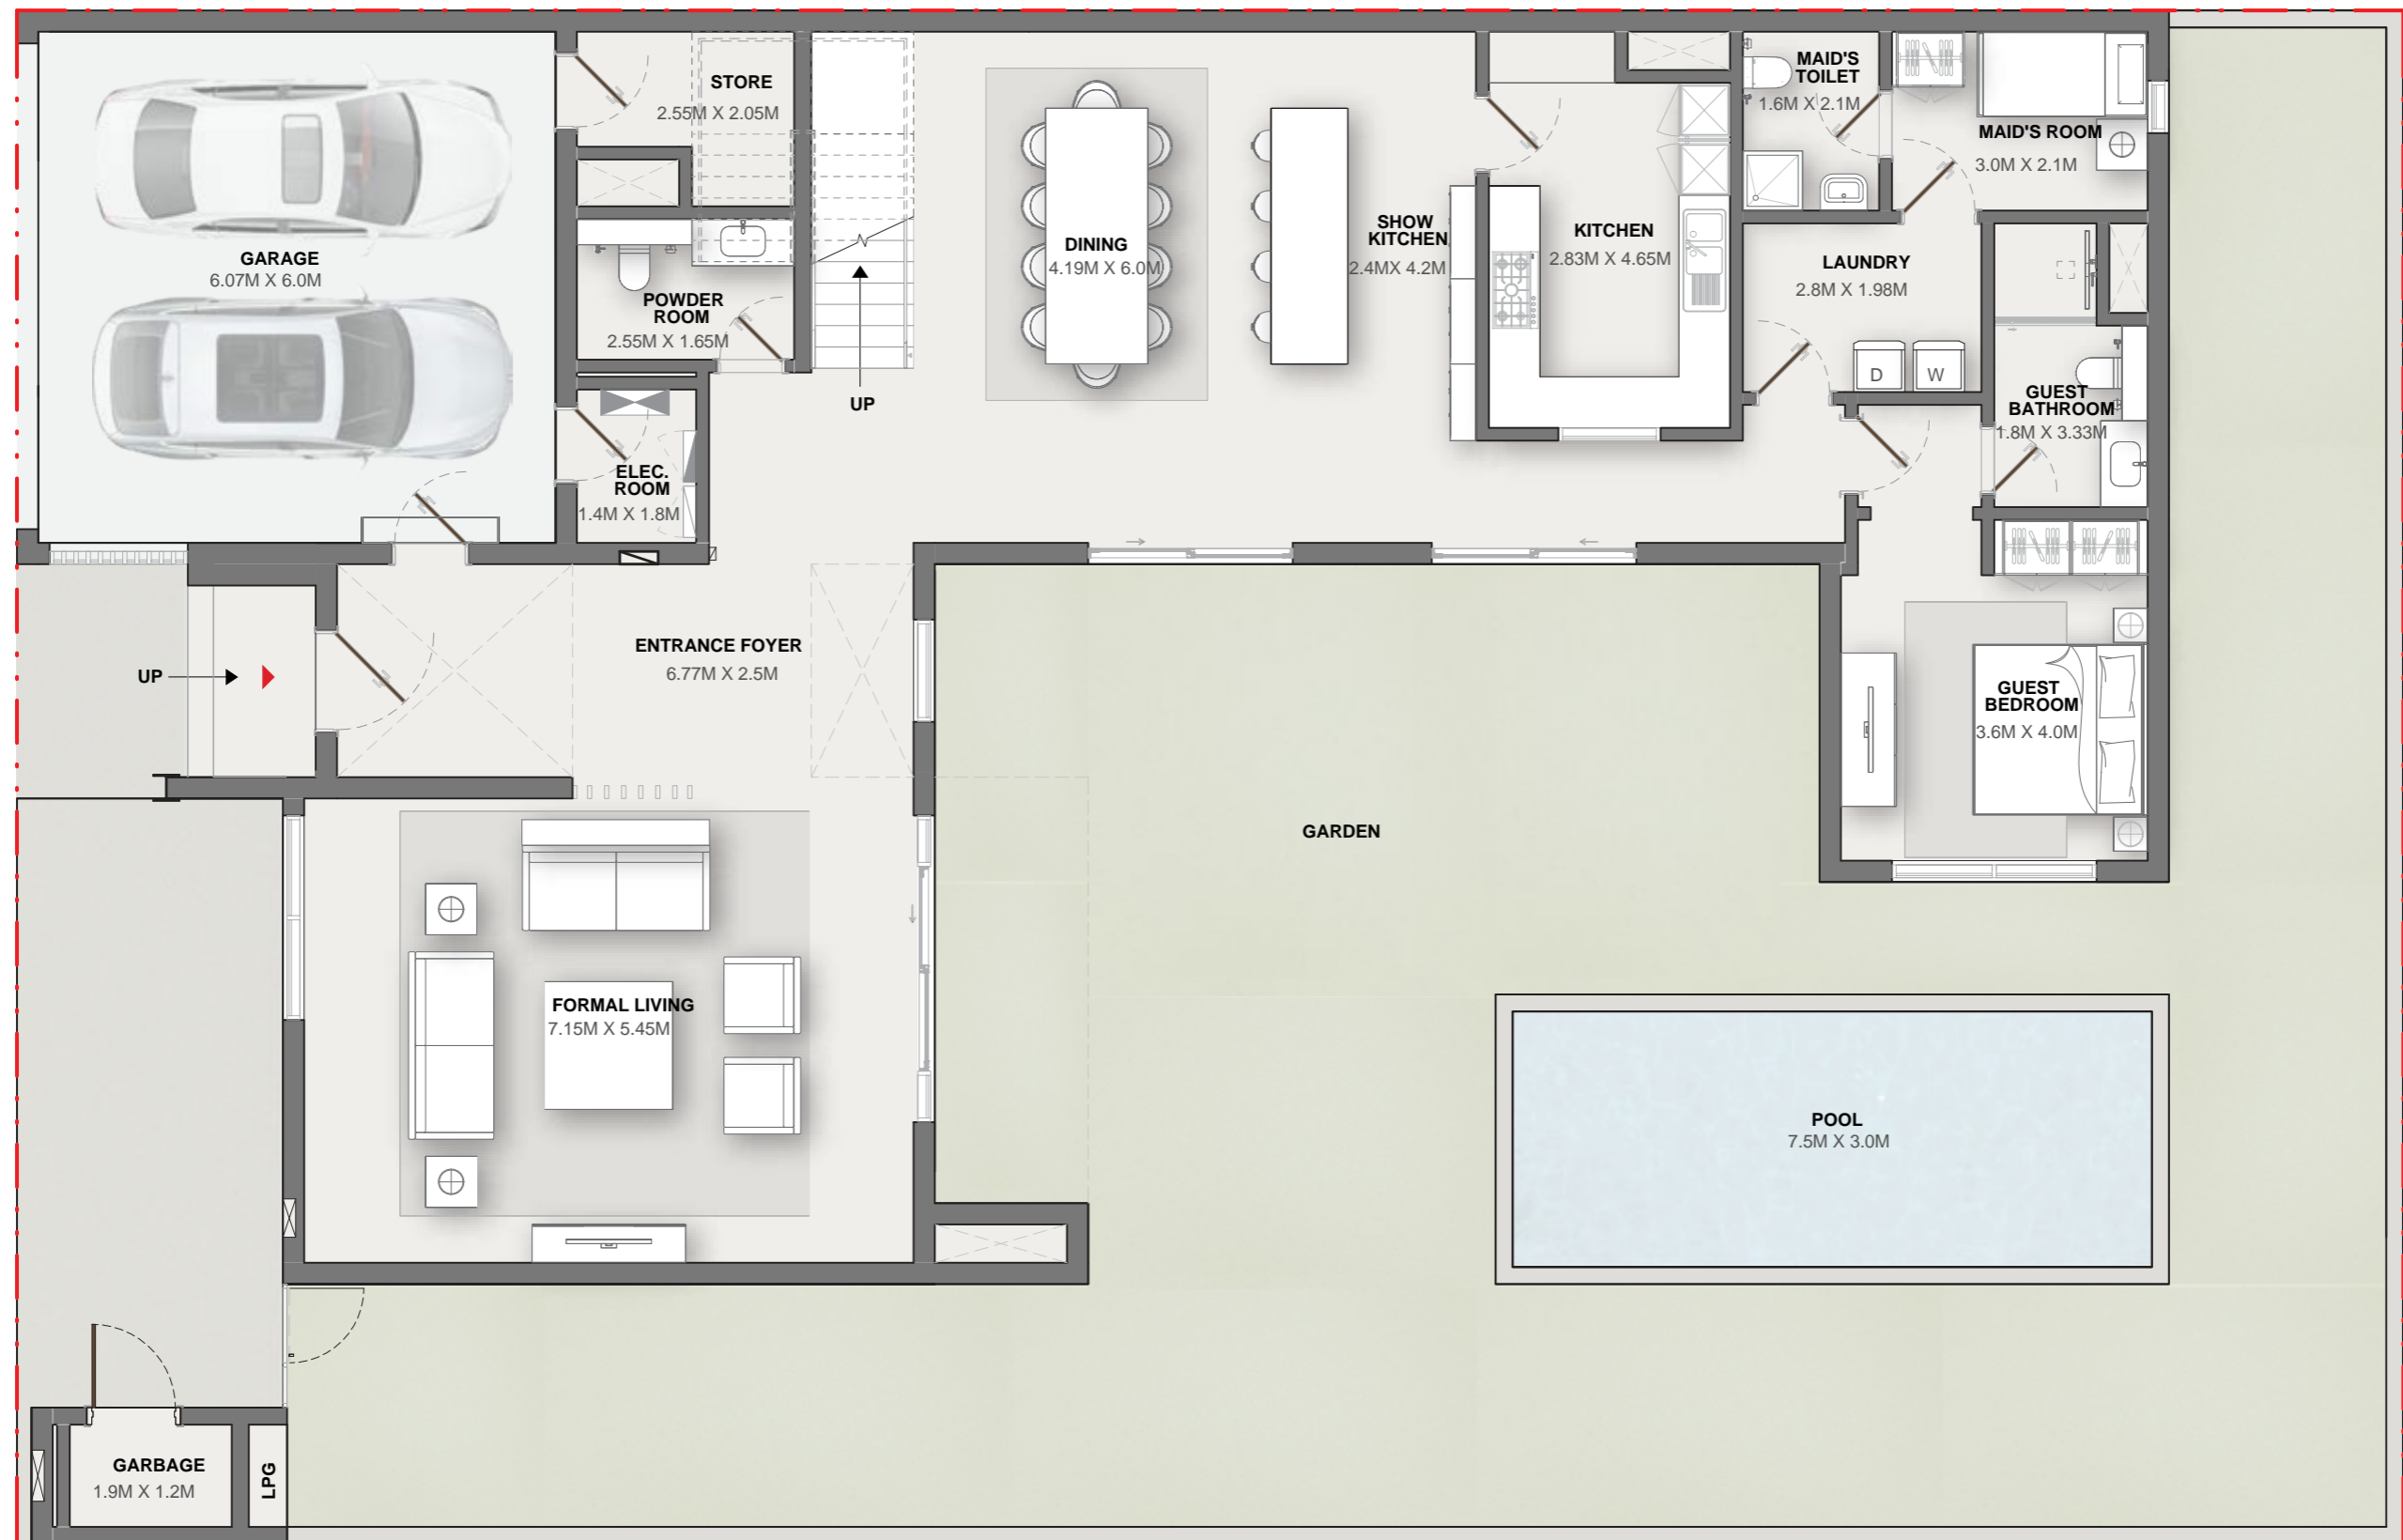 STORE
2.55M X 2.05M
MAID'S
TOILET
1.6M X 2.1M
MAID'S ROOM
3.0M X 2.1M
GARAGE
6.07M X 6.0M
POWDER
ROOM
2.55M X 1.65M
UP
DINING
4.19M X 6.0M
SHOW
KITCHEN
2.4MX 4.2M
KITCHEN
2.83M X 4.65M
LAUNDRY
2.8M X 1.98M
D
W
GUEST
BATHROOM
1.8M X 3.33M
ELEC.
ROOM
1.4M X 1.8M
UP
ENTRANCE FOYER
6.77M X 2.5M
GUEST
BEDROOM
3.6M X 4.0M
GARDEN
FORMAL LIVING
7.15M X 5.45M
POOL
7.5M X 3.0M
GARBAGE
1.9M X 1.2M
LPG